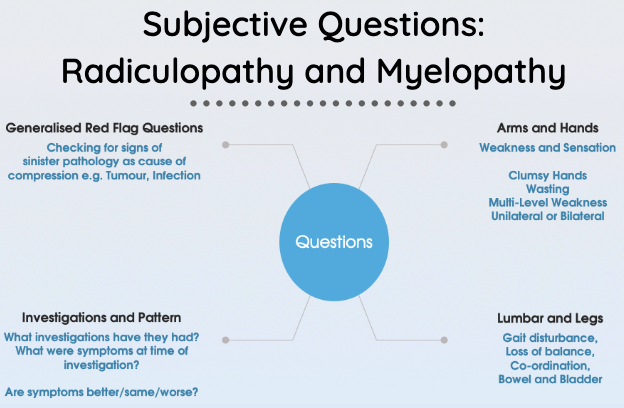 Subjective Questions:
Radiculopathy and Myelopathy
Generalised Red Flag Questions
Checking for signs of
sinister pathology as cause of
compression e.g. Tumour, Infection
Arms and Hands
Weakness and Sensation
Clumsy Hands
Wasting
Multi-Level Weakness
Unilateral or Bilateral
Questions
Investigations and Pattern
What investigations have they had?
What were symptoms at time of
investigation?
Are symptoms better/same/worse?
Lumbar and Legs
Gait disturbance,
Loss of balance,
Co-ordination,
Bowel and Bladder